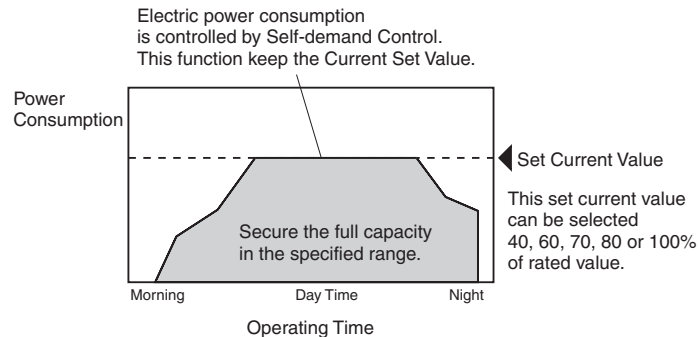 Electric power consumption
is controlled by Self-demand Control.
This function keep the Current Set Value.
Power
Consumption
Set Current Value
This set current value
can be selected
40, 60, 70, 80 or 100%
of rated value.
Secure the full capacity
in the specified range.
Morning
Day Time
Night
Operating Time